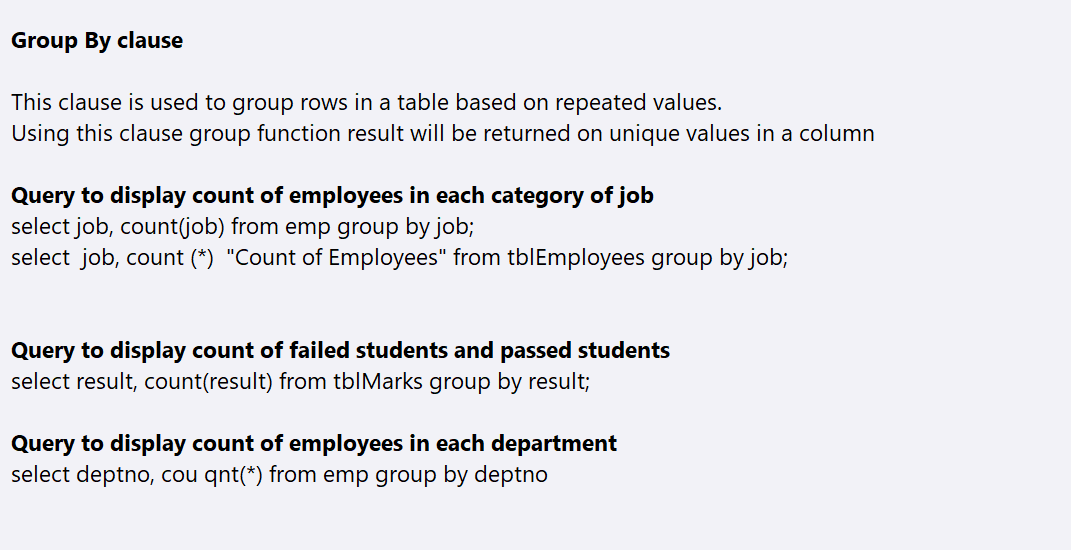 Group By clause
This clause is used to group rows in a table based on repeated values.
Using this clause group function result will be returned on unique values in a column
Query to display count of employees in each category of job
select job, count(job) from emp group by job;
select  job, count (*)  "Count of Employees" from tblEmployees group by job;
Query to display count of failed students and passed students
select result, count(result) from tblMarks group by result;
Query to display count of employees in each department
select deptno, cou qnt(*) from emp group by deptno